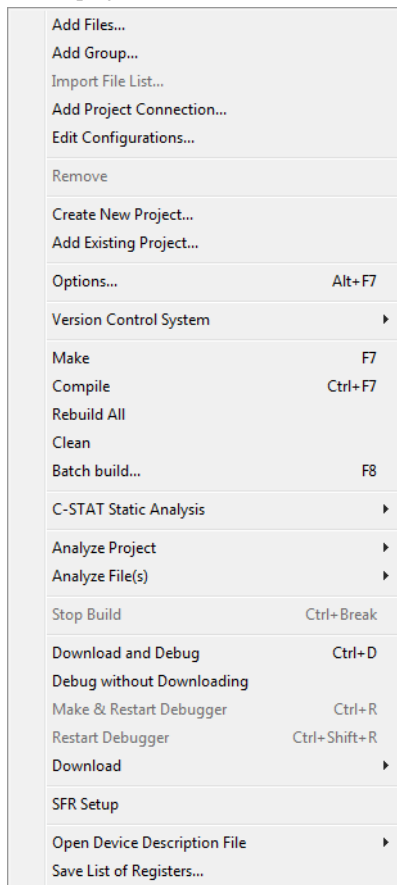 Add Files...
Add Group...
Import File List...
Add Project Connection...
Edit Configurations...
Remove
Create New Project...
Add Existing Project...
Options... Alt+F7
Version Control System
Make F7
Compile Ctrl+F7
Rebuild All
Clean
Batch build... F8
C-STAT Static Analysis
Analyze Project
Analyze File(s)
Stop Build Ctrl+Break
Download and Debug Ctrl+D
Debug without Downloading
Make & Restart Debugger Ctrl+R
Restart Debugger Ctrl+Shift+R
Download
SFR Setup
Open Device Description File
Save List of Registers...